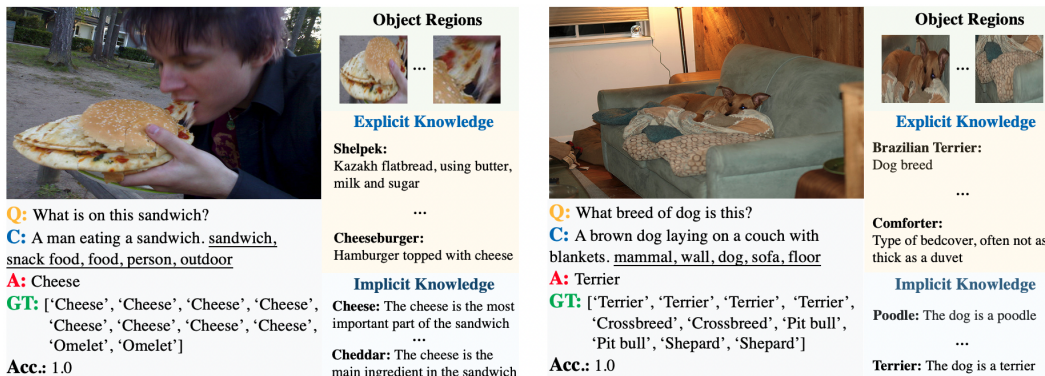 Object Regions
...
Explicit Knowledge
Shelpek:
Kazakh flatbread, using butter,
milk and sugar
...
Cheeseburger:
Hamburger topped with cheese
Implicit Knowledge
Cheese: The cheese is the most
important part of the sandwich
...
Cheddar: The cheese is the
main ingredient in the sandwich
Q: What is on this sandwich?
C: A man eating a sandwich. sandwich,
snack food, food, person, outdoor
A: Cheese
GT: [‘Cheese’, ‘Cheese’, ‘Cheese’, ‘Cheese’,
‘Cheese’, ‘Cheese’, ‘Cheese’, ‘Cheese’,
‘Omelet’, ‘Omelet’]
Acc.: 1.0
Object Regions
...
Explicit Knowledge
Brazilian Terrier:
Dog breed
...
Comforter:
Type of bedcover, often not as
thick as a duvet
Implicit Knowledge
Poodle: The dog is a poodle
...
Terrier: The dog is a terrier
Q: What breed of dog is this?
C: A brown dog laying on a couch with
blankets. mammal, wall, dog, sofa, floor
A: Terrier
GT: [‘Terrier’, ‘Terrier’, ‘Terrier’, ‘Terrier’,
‘Crossbreed’, ‘Crossbreed’, ‘Pit bull’,
‘Pit bull’, ‘Shepard’, ‘Shepard’]
Acc.: 1.0